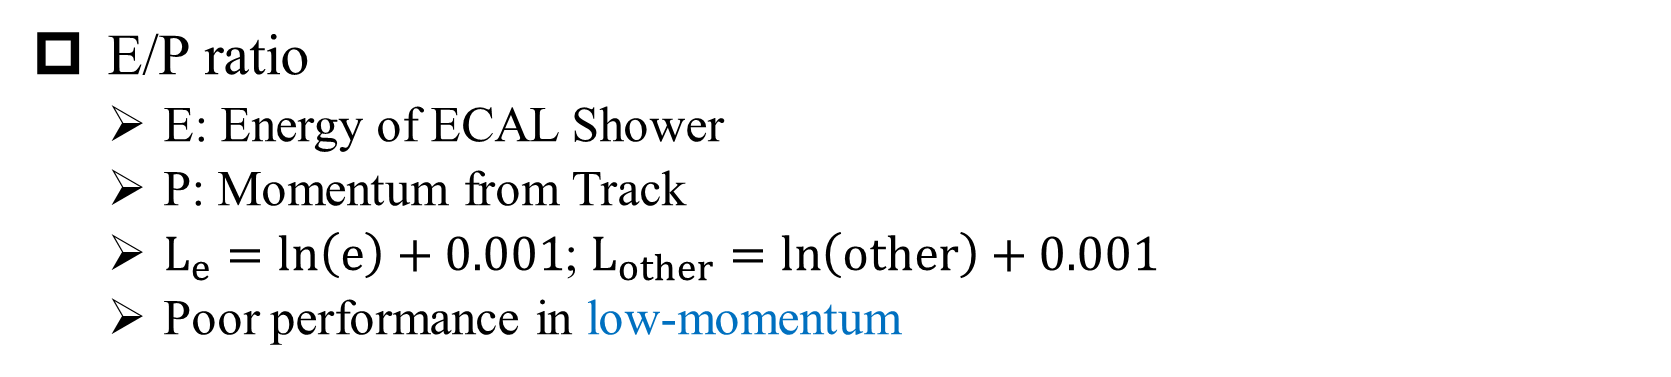 E/P ratio
E: Energy of ECAL Shower
P: Momentum from Track
Lₑ = ln(e) + 0.001; L_other = ln(other) + 0.001
Poor performance in low-momentum